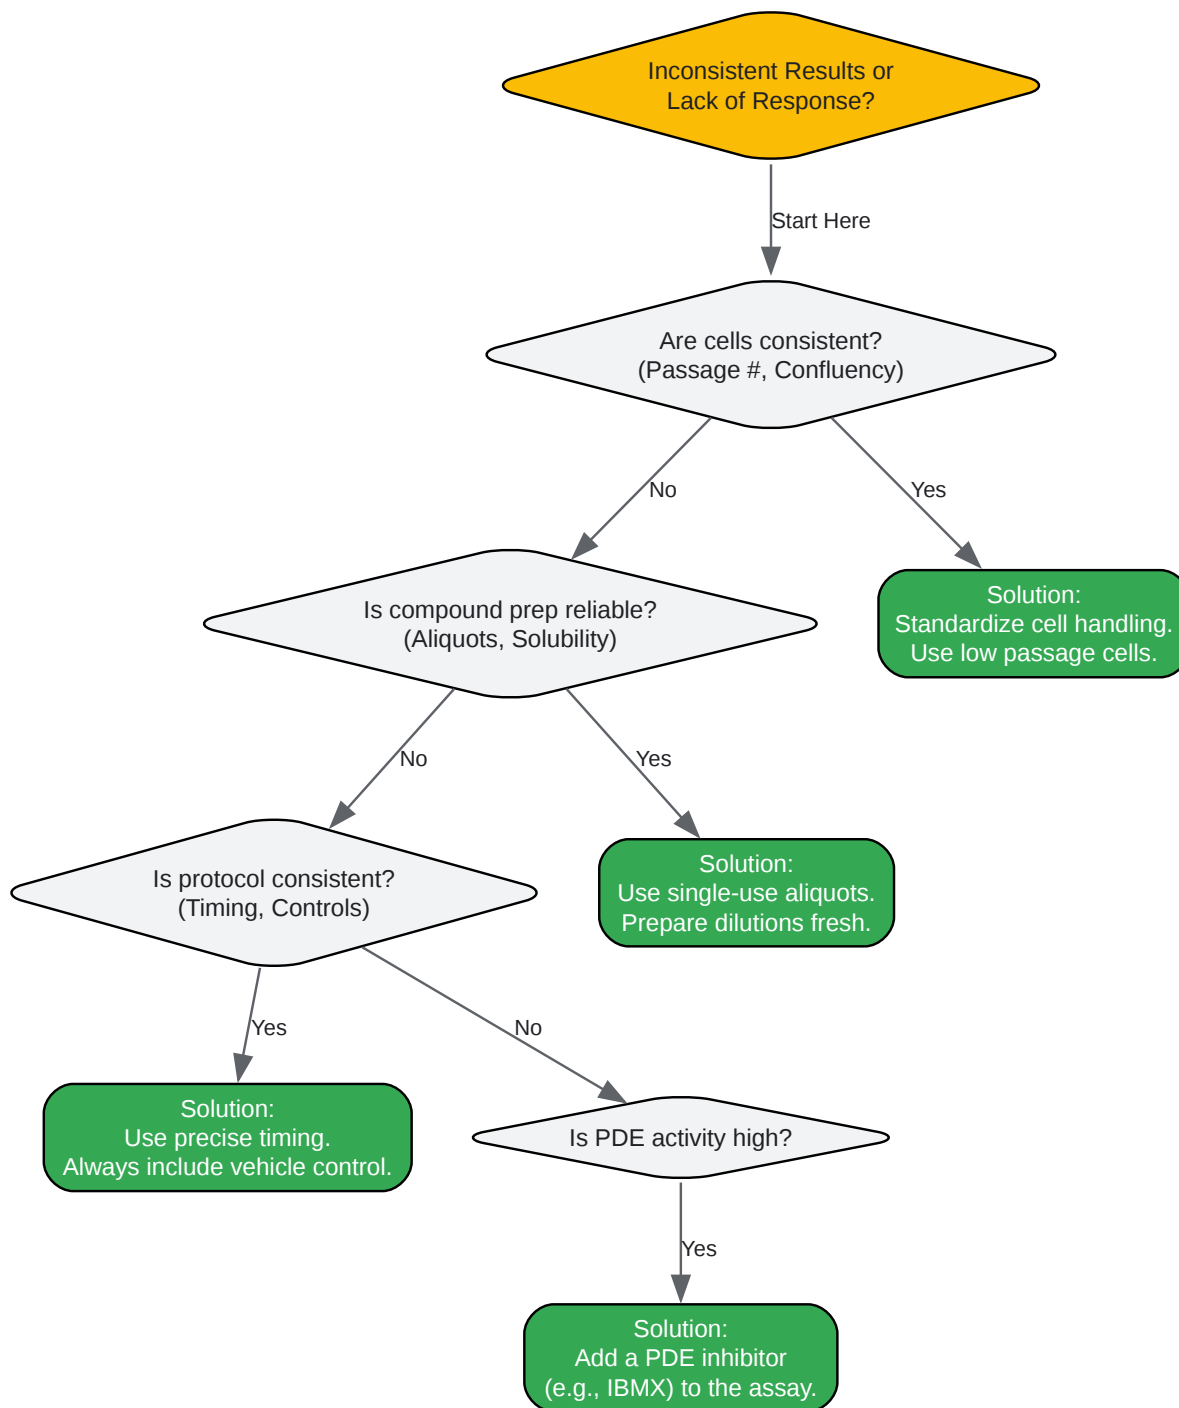 Inconsistent Results or
Lack of Response?
Start Here
Are cells consistent?
(Passage #, Confluency)
No
Yes
Is compound prep reliable?
(Aliquots, Solubility)
Solution:
Standardize cell handling.
Use low passage cells.
No
Yes
Is protocol consistent?
(Timing, Controls)
Solution:
Use single-use aliquots.
Prepare dilutions fresh.
Yes
No
Solution:
Use precise timing.
Always include vehicle control.
Is PDE activity high?
Yes
Solution:
Add a PDE inhibitor
(e.g., IBMX) to the assay.